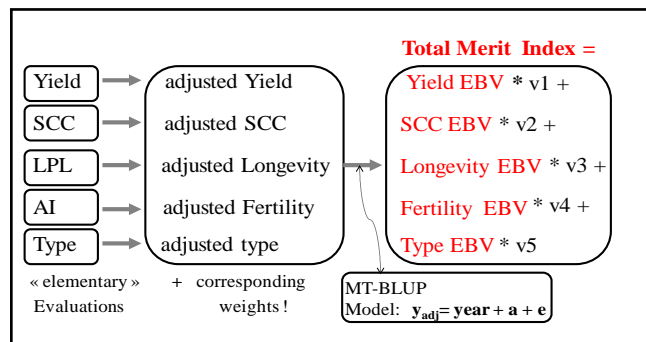 Total Merit Index =
Yield adjusted Yield Yield EBV * v1 +
SCC adjusted SCC SCC EBV * v2 +
LPL adjusted Longevity Longevity EBV * v3 +
AI adjusted Fertility Fertility EBV * v4 +
Type adjusted type Type EBV * v5
« elementary » + corresponding
Evaluations weights !
MT-BLUP
Model: yadj= year + a + e